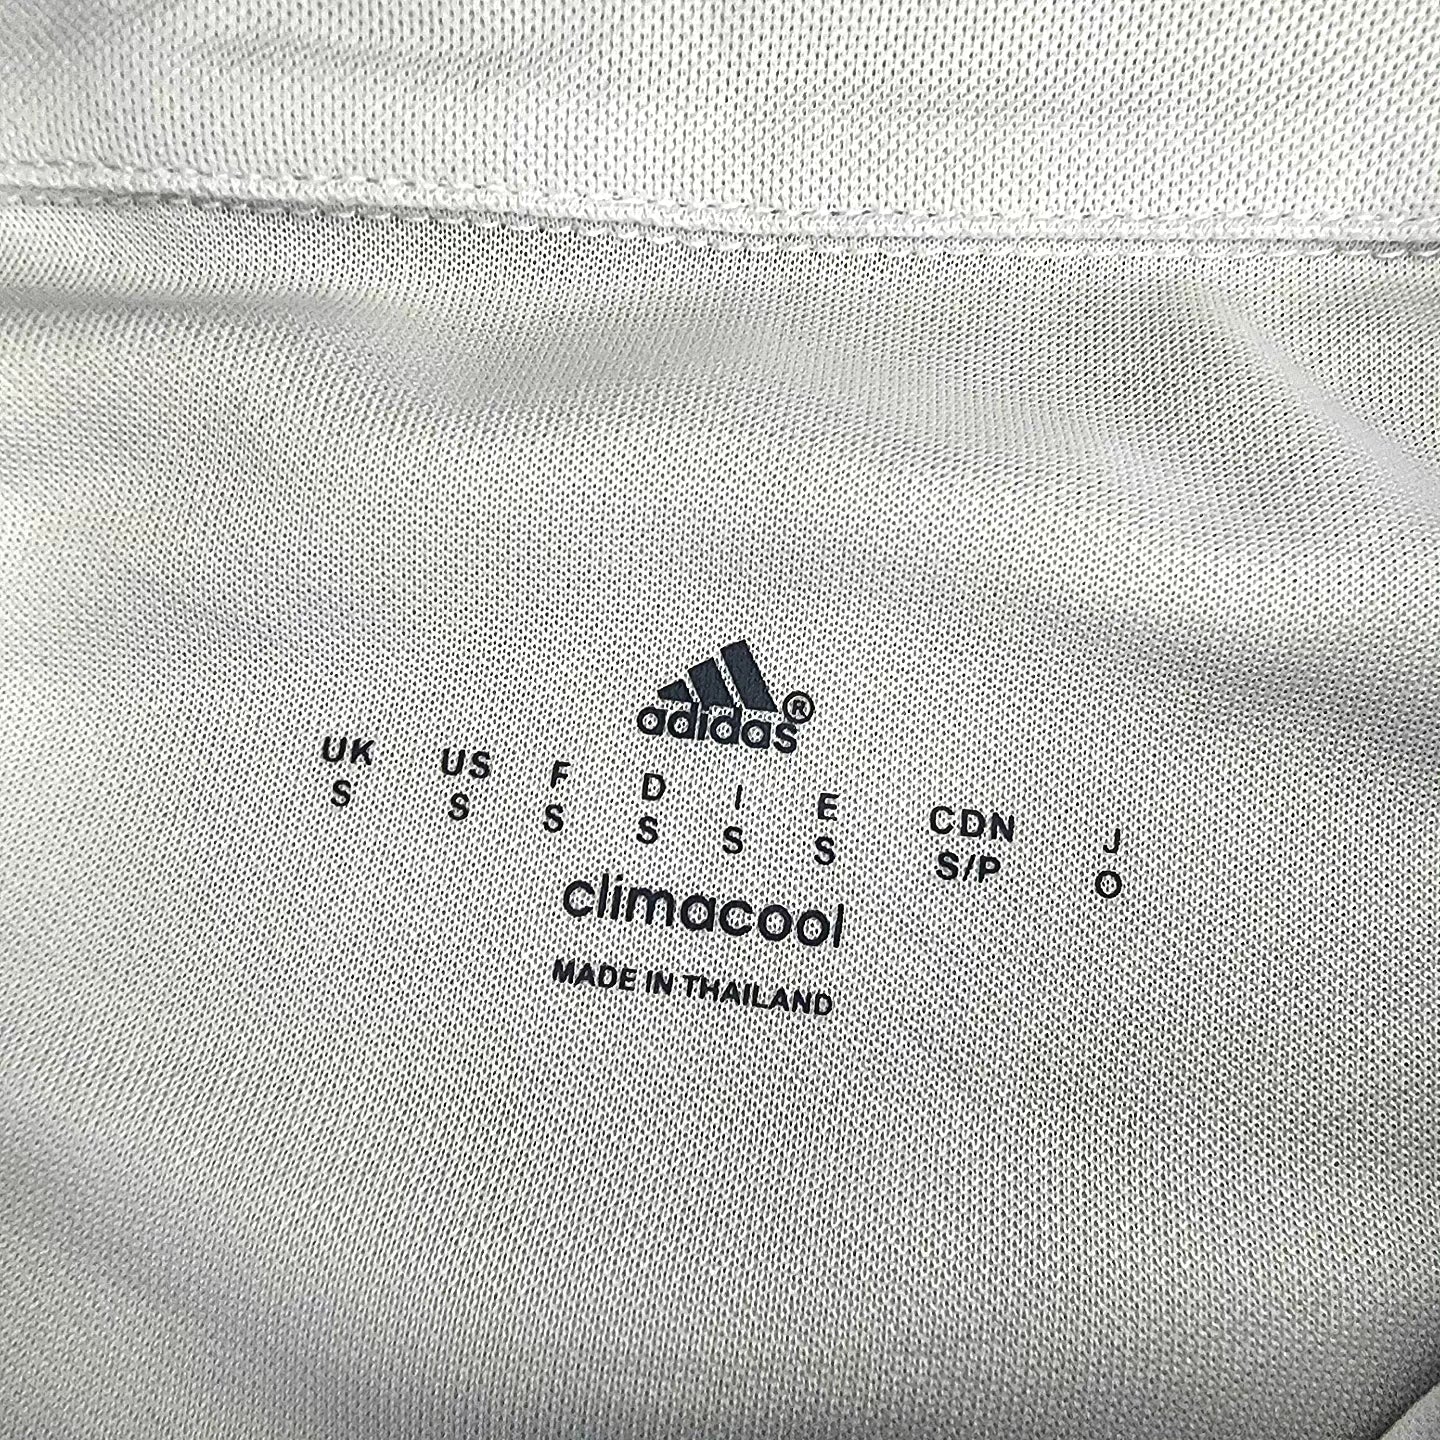 adidas®
UK US F D I E CDN J
S S S S S S S/P O
climacool
MADE IN THAILAND